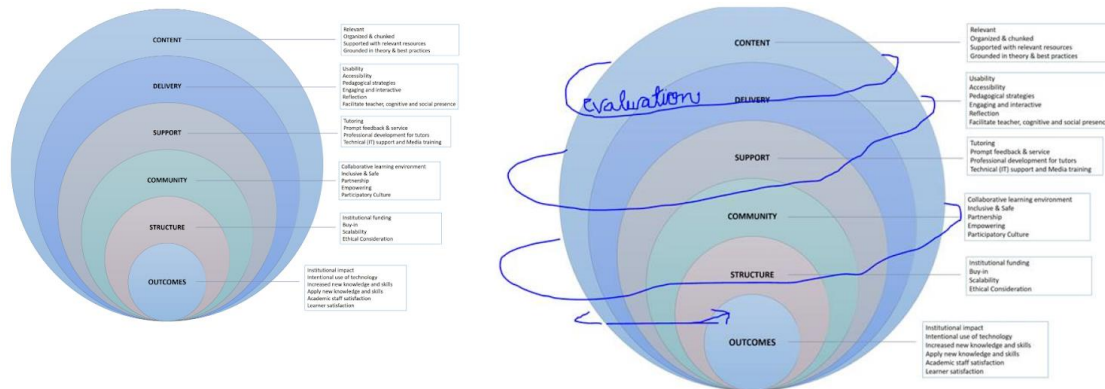 CONTENT
Relevant
Organized & chunked
Supported with relevant resources
Grounded in theory & best practices
DELIVERY
Usability
Accessibility
Pedagogical strategies
Engaging and interactive
Reflection
Facilitate teacher, cognitive and social presence
SUPPORT
Tutoring
Prompt feedback & service
Professional development for tutors
Technical (IT) support and Media training
COMMUNITY
Collaborative learning environment
Inclusive & Safe
Partnership
Empowering
Participatory Culture
STRUCTURE
Institutional funding
Buy-in
Scalability
Ethical Consideration
OUTCOMES
Institutional impact
Intentional use of technology
Increased new knowledge and skills
Apply new knowledge and skills
Academic staff satisfaction
Learner satisfaction
CONTENT
Relevant
Organized & chunked
Supported with relevant resources
Grounded in theory & best practices
evaluation
DELIVERY
Usability
Accessibility
Pedagogical strategies
Engaging and interactive
Reflection
Facilitate teacher, cognitive and social presence
SUPPORT
Tutoring
Prompt feedback & service
Professional development for tutors
Technical (IT) support and Media training
COMMUNITY
Collaborative learning environment
Inclusive & Safe
Partnership
Empowering
Participatory Culture
STRUCTURE
Institutional funding
Buy-in
Scalability
Ethical Consideration
OUTCOMES
Institutional impact
Intentional use of technology
Increased new knowledge and skills
Apply new knowledge and skills
Academic staff satisfaction
Learner satisfaction